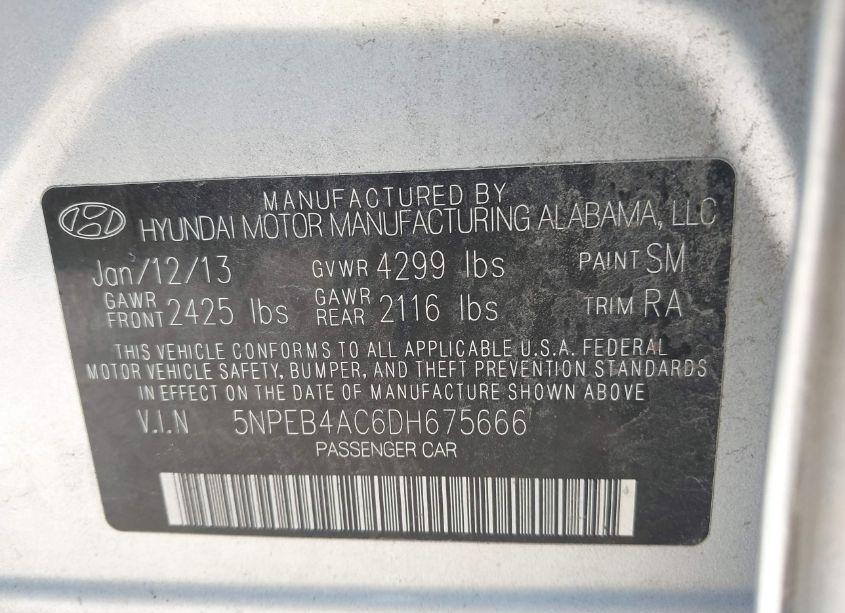 MANUFACTURED BY
HYUNDAI MOTOR MANUFACTURING ALABAMA, LLC
Jan/12/13 GVWR 4299 lbs PAINT SM
GAWR FRONT 2425 lbs GAWR REAR 2116 lbs TRIM RA
THIS VEHICLE CONFORMS TO ALL APPLICABLE U.S.A. FEDERAL
MOTOR VEHICLE SAFETY, BUMPER, AND THEFT PREVENTION STANDARDS
IN EFFECT ON THE DATE OF MANUFACTURE SHOWN ABOVE
V.I.N 5NPEB4AC6DH675666
PASSENGER CAR